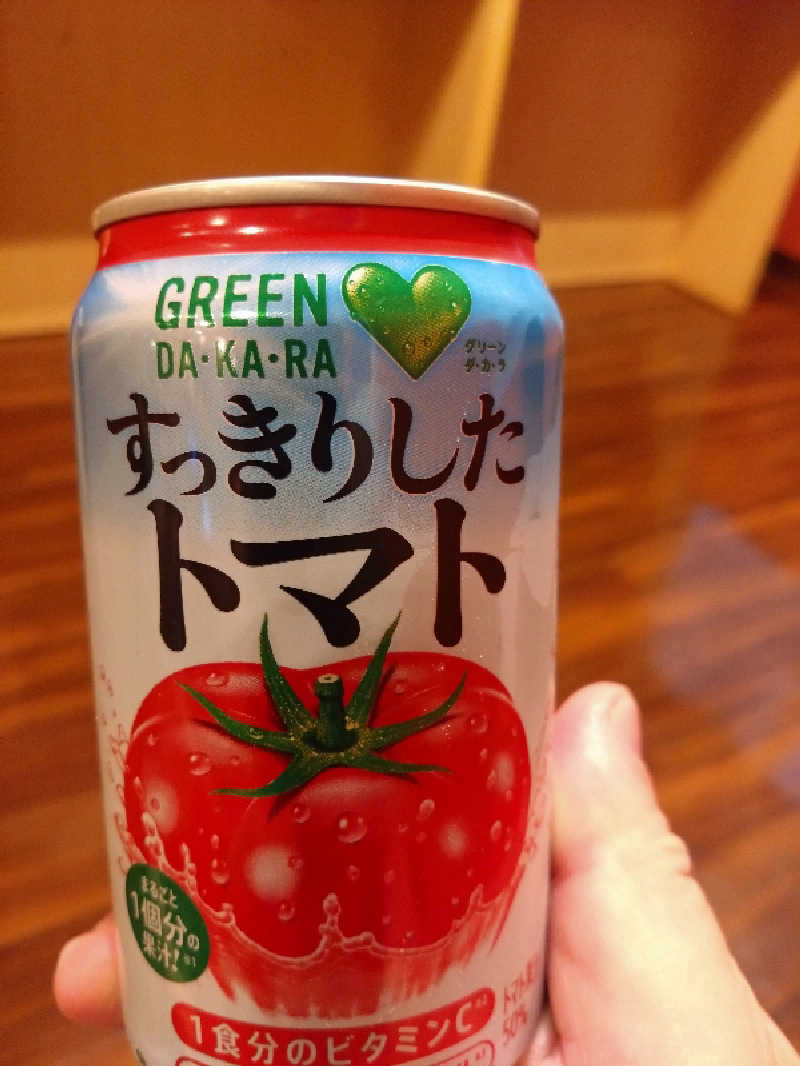 GREEN
DA·KA·RA
グリーン
ダ・カ・ラ
すっきりした
トマト
まるごと
1個分の
果汁!※1
1食分のビタミンC※2
50%